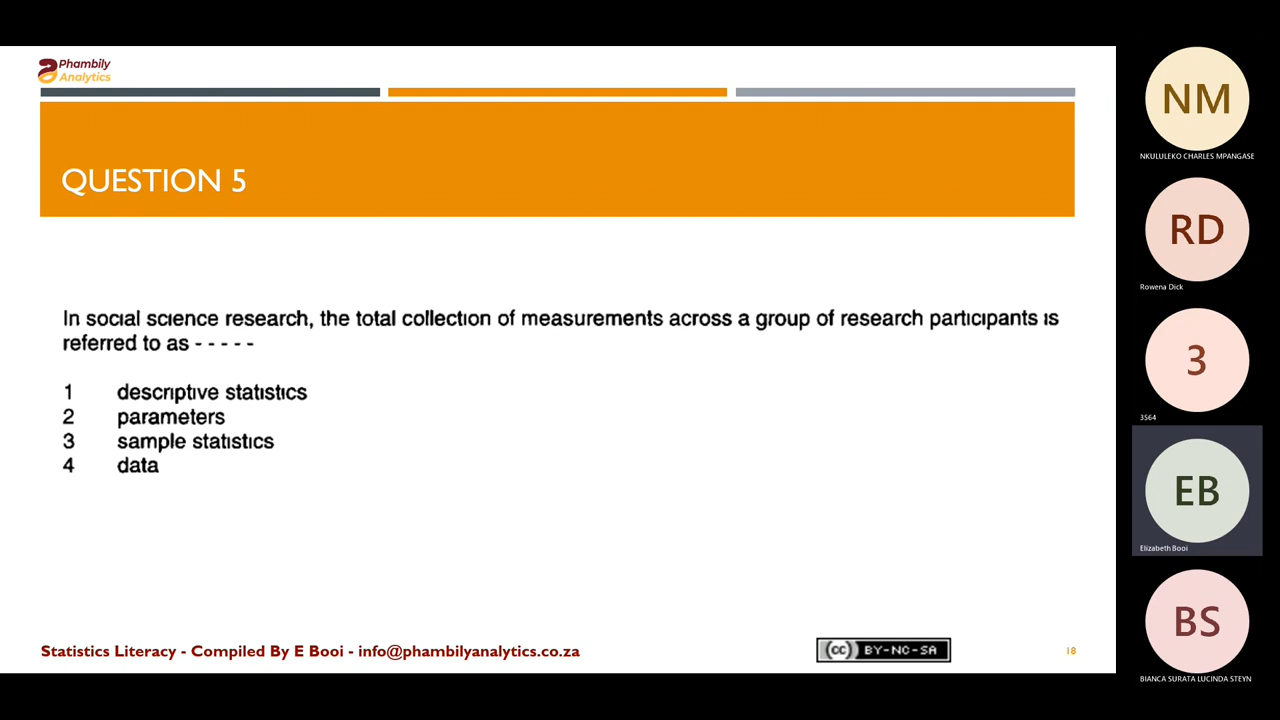 Phambily
Analytics
QUESTION 5
In social science research, the total collection of measurements across a group of research participants is
referred to as - - - - -
1 descriptive statistics
2 parameters
3 sample statistics
4 data
Statistics Literacy - Compiled By E Booi - info@phambilyanalytics.co.za
cc BY-NC-SA
18
NM
NKULULEKO CHARLES MPANGASE
RD
Rowena Dick
3
3564
EB
Elizabeth Booi
BS
BIANCA SURATA LUCINDA STEYN